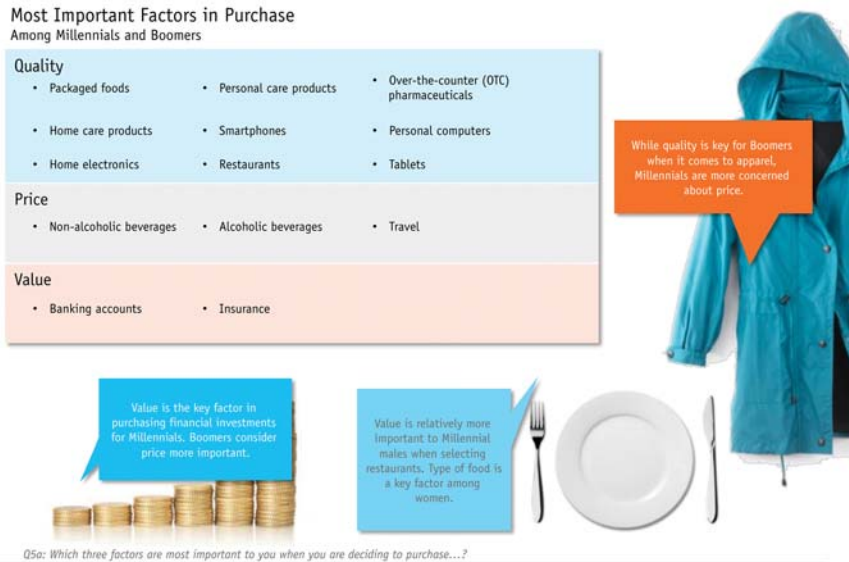 Most Important Factors in Purchase
Among Millennials and Boomers
Quality
• Packaged foods
• Personal care products
• Over-the-counter (OTC)
pharmaceuticals
• Home care products
• Smartphones
• Personal computers
• Home electronics
• Restaurants
• Tablets
Price
• Non-alcoholic beverages
• Alcoholic beverages
• Travel
Value
• Banking accounts
• Insurance
While quality is key for Boomers
when it comes to apparel,
Millennials are more concerned
about price.
Value is the key factor in
purchasing financial investments
for Millennials. Boomers consider
price more important.
Value is relatively more
important to Millennial
males when selecting
restaurants. Type of food is
a key factor among
women.
Q5a: Which three factors are most important to you when you are deciding to purchase...?